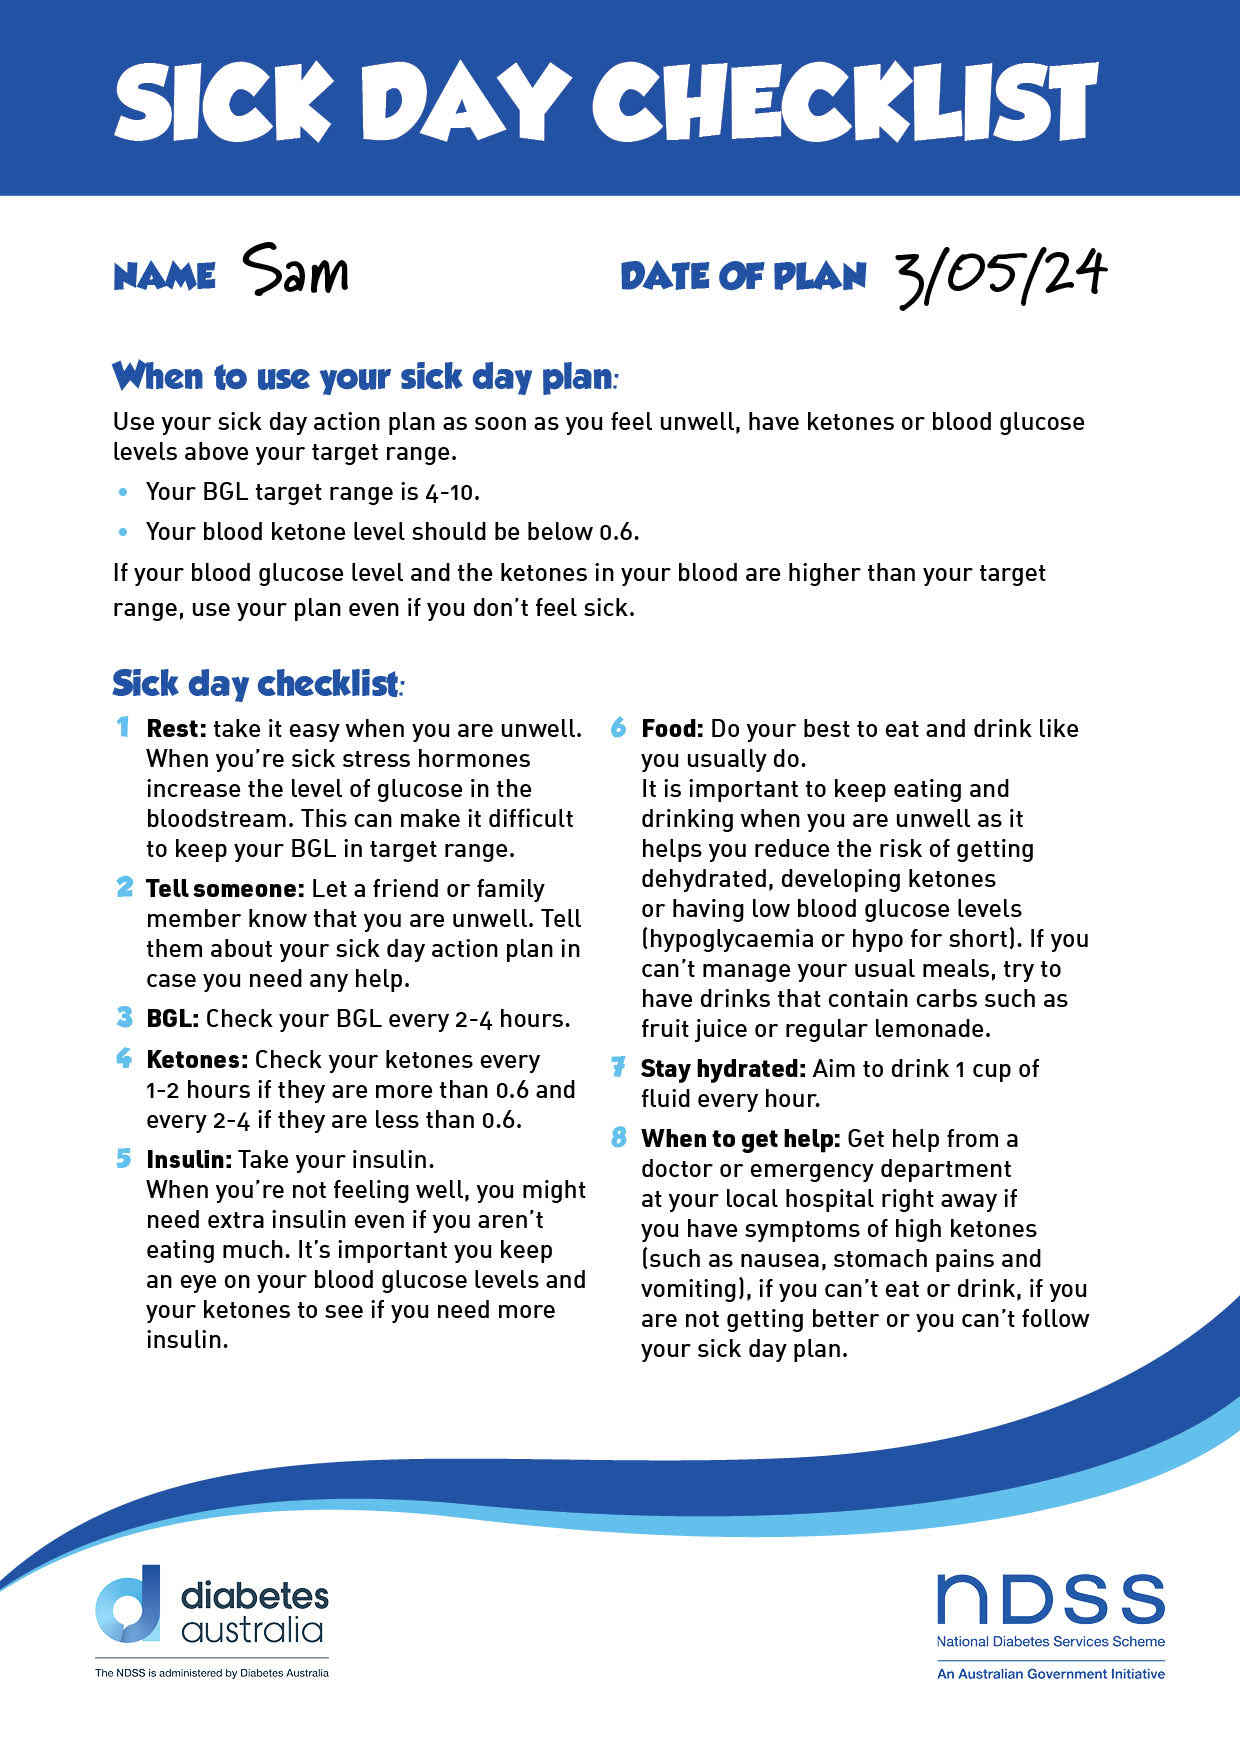 SICK DAY CHECKLIST
NAME Sam
DATE OF PLAN 3/05/24
When to use your sick day plan:
Use your sick day action plan as soon as you feel unwell, have ketones or blood glucose
levels above your target range.
• Your BGL target range is 4-10.
• Your blood ketone level should be below 0.6.
If your blood glucose level and the ketones in your blood are higher than your target
range, use your plan even if you don’t feel sick.
Sick day checklist:
1 Rest: take it easy when you are unwell.
When you’re sick stress hormones
increase the level of glucose in the
bloodstream. This can make it difficult
to keep your BGL in target range.
2 Tell someone: Let a friend or family
member know that you are unwell. Tell
them about your sick day action plan in
case you need any help.
3 BGL: Check your BGL every 2-4 hours.
4 Ketones: Check your ketones every
1-2 hours if they are more than 0.6 and
every 2-4 if they are less than 0.6.
5 Insulin: Take your insulin.
When you’re not feeling well, you might
need extra insulin even if you aren’t
eating much. It’s important you keep
an eye on your blood glucose levels and
your ketones to see if you need more
insulin.
6 Food: Do your best to eat and drink like
you usually do.
It is important to keep eating and
drinking when you are unwell as it
helps you reduce the risk of getting
dehydrated, developing ketones
or having low blood glucose levels
(hypoglycaemia or hypo for short). If you
can’t manage your usual meals, try to
have drinks that contain carbs such as
fruit juice or regular lemonade.
7 Stay hydrated: Aim to drink 1 cup of
fluid every hour.
8 When to get help: Get help from a
doctor or emergency department
at your local hospital right away if
you have symptoms of high ketones
(such as nausea, stomach pains and
vomiting), if you can’t eat or drink, if you
are not getting better or you can’t follow
your sick day plan.
diabetes
australia
The NDSS is administered by Diabetes Australia
NDSS
National Diabetes Services Scheme
An Australian Government Initiative